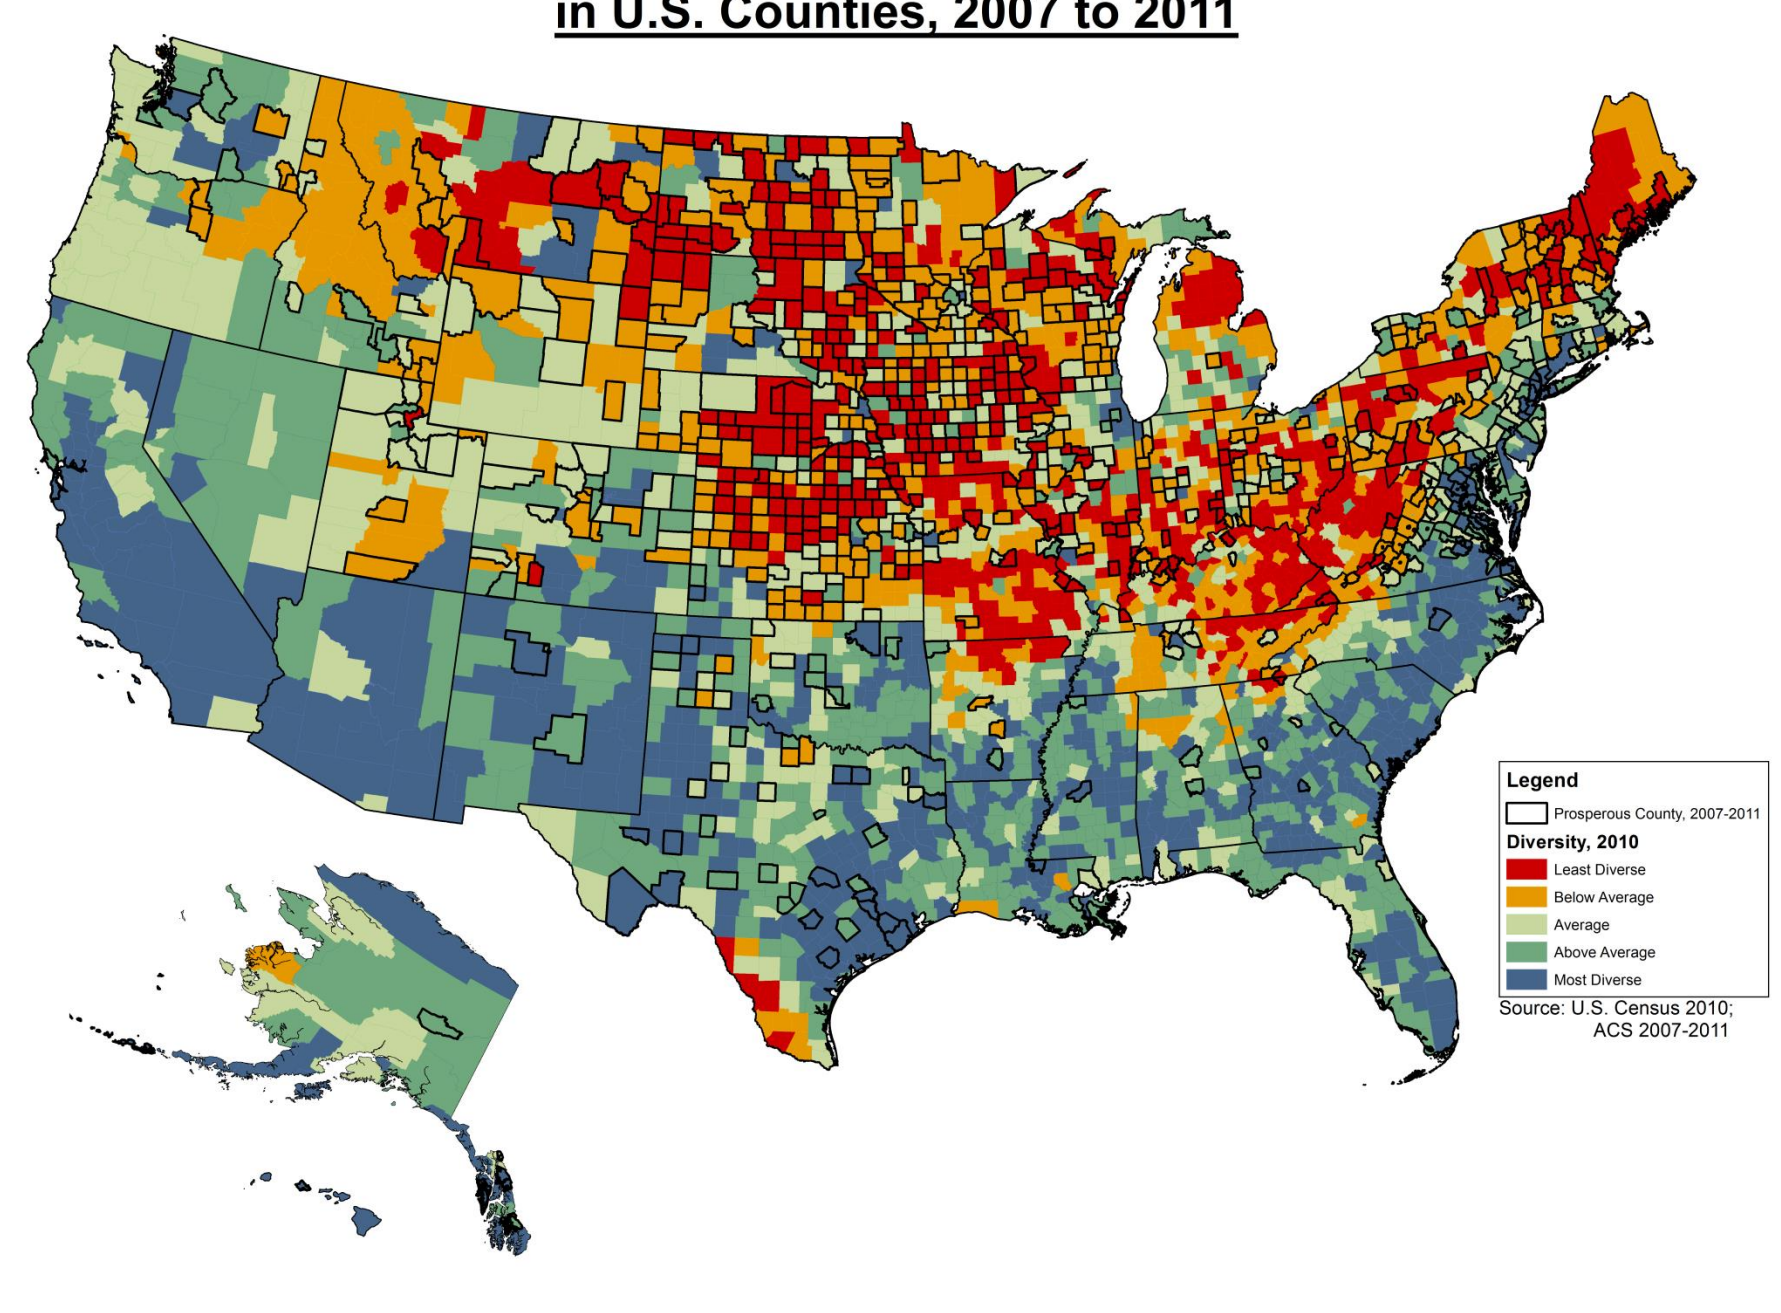 in U.S. Counties, 2007 to 2011
Legend
Prosperous County, 2007-2011
Diversity, 2010
Least Diverse
Below Average
Average
Above Average
Most Diverse
Source: U.S. Census 2010;
ACS 2007-2011